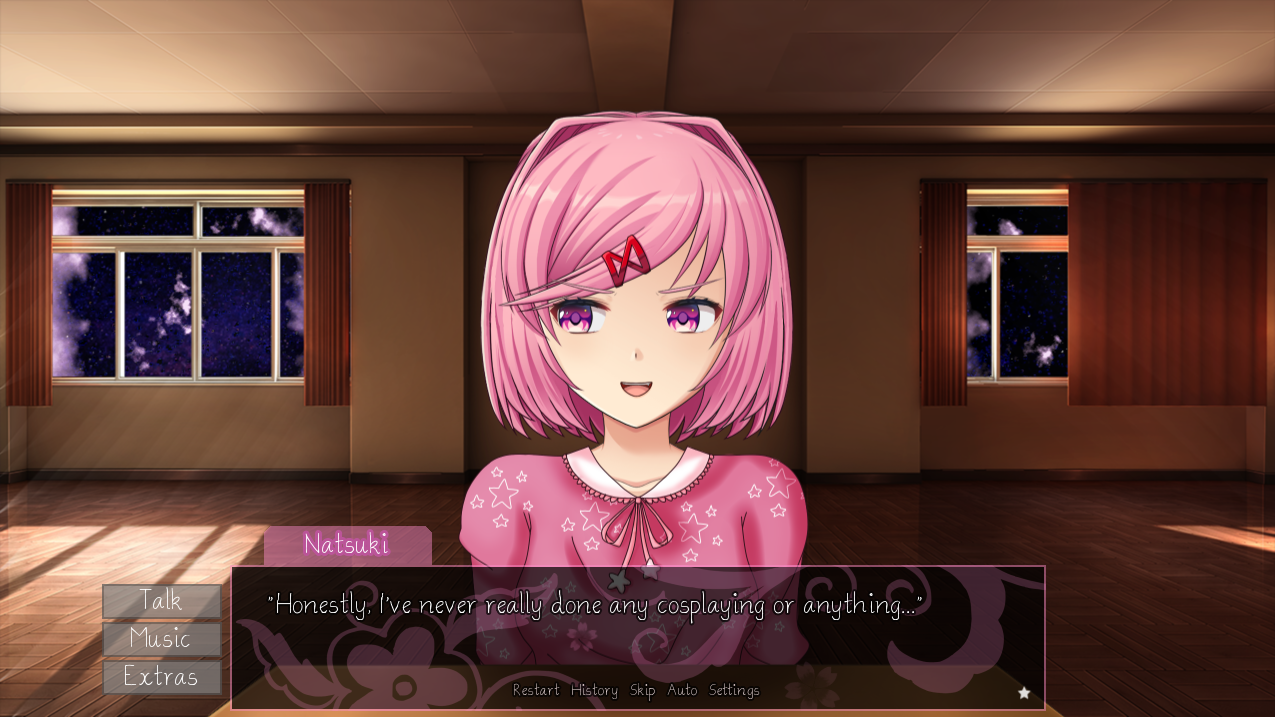 Natsuki
"Honestly, I've never really done any cosplaying or anything..."
Talk
Music
Extras
Restart History Skip Auto Settings